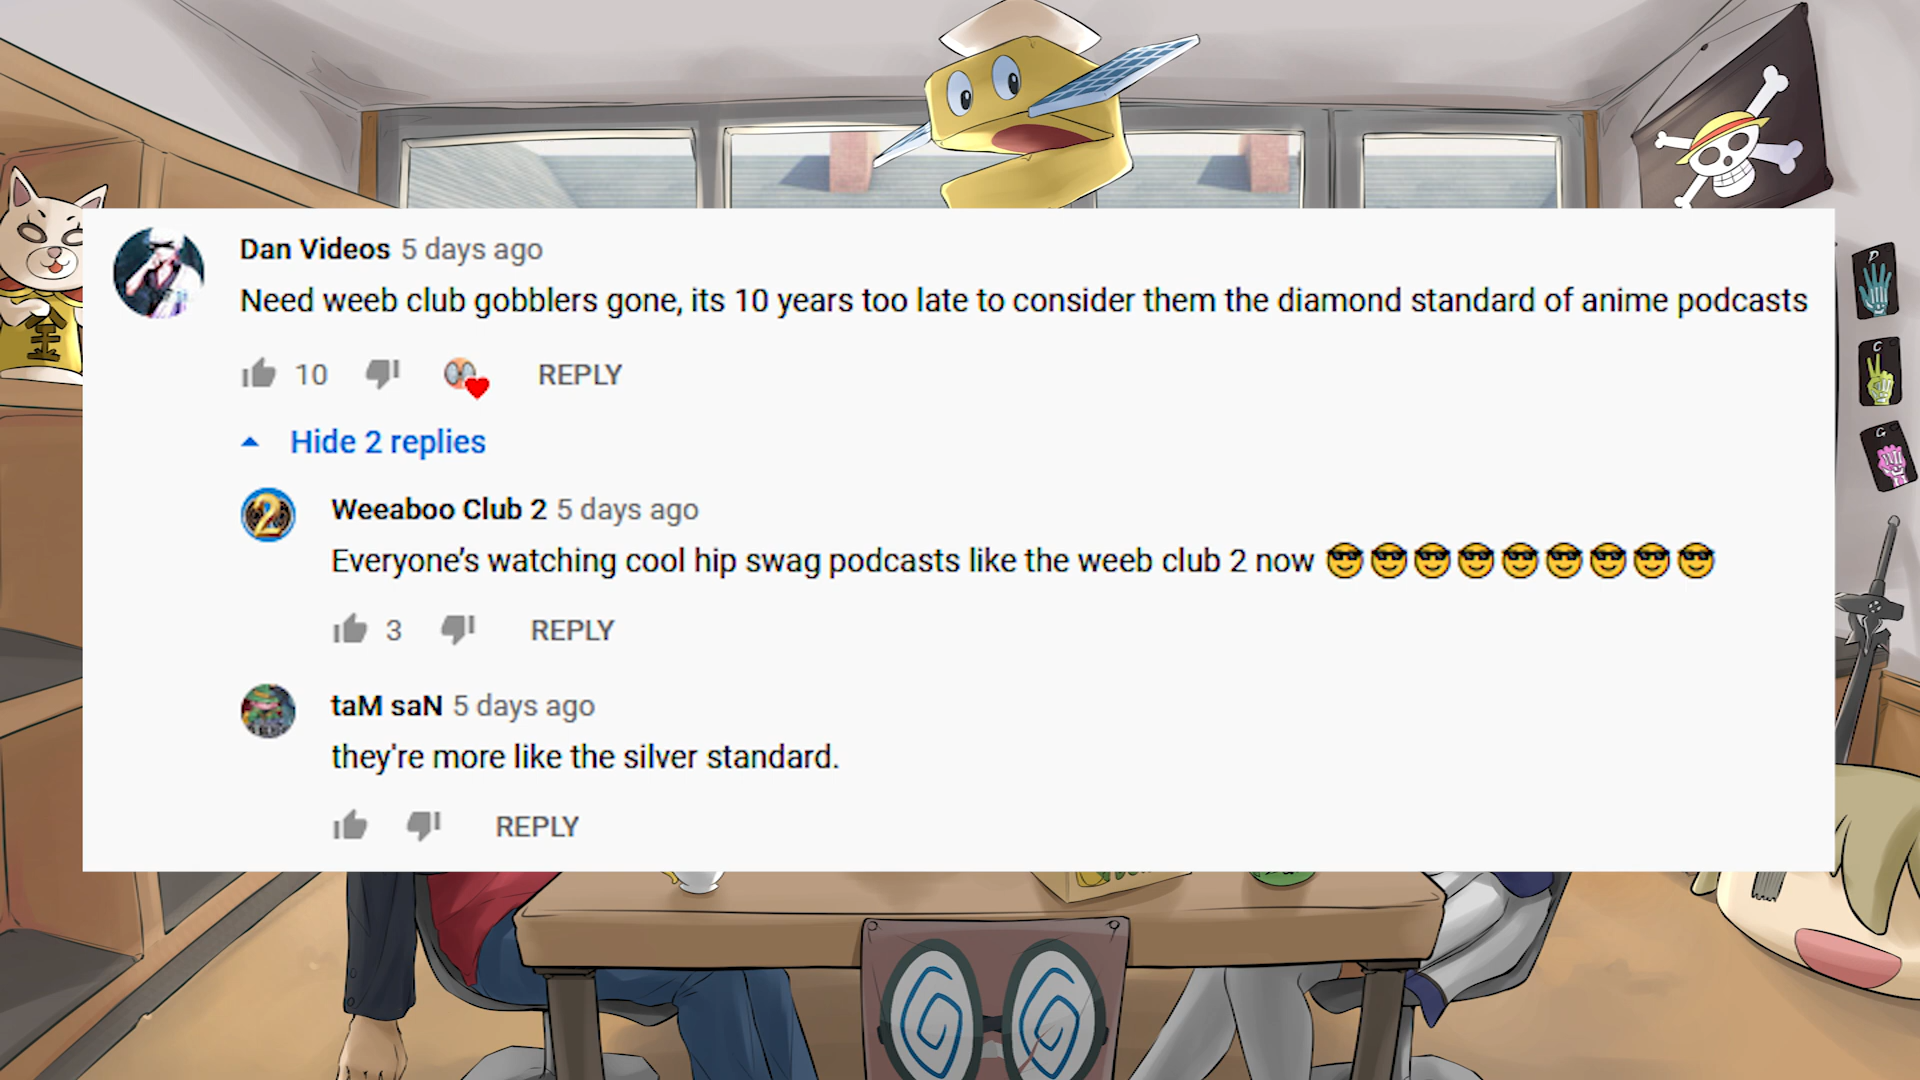 Dan Videos 5 days ago
Need weeb club gobblers gone, its 10 years too late to consider them the diamond standard of anime podcasts
10 REPLY
Hide 2 replies
2
Weeaboo Club 2 5 days ago
Everyone’s watching cool hip swag podcasts like the weeb club 2 now 😎😎😎😎😎😎😎😎😎
3 REPLY
taM saN 5 days ago
they're more like the silver standard.
REPLY
金
P
C
G